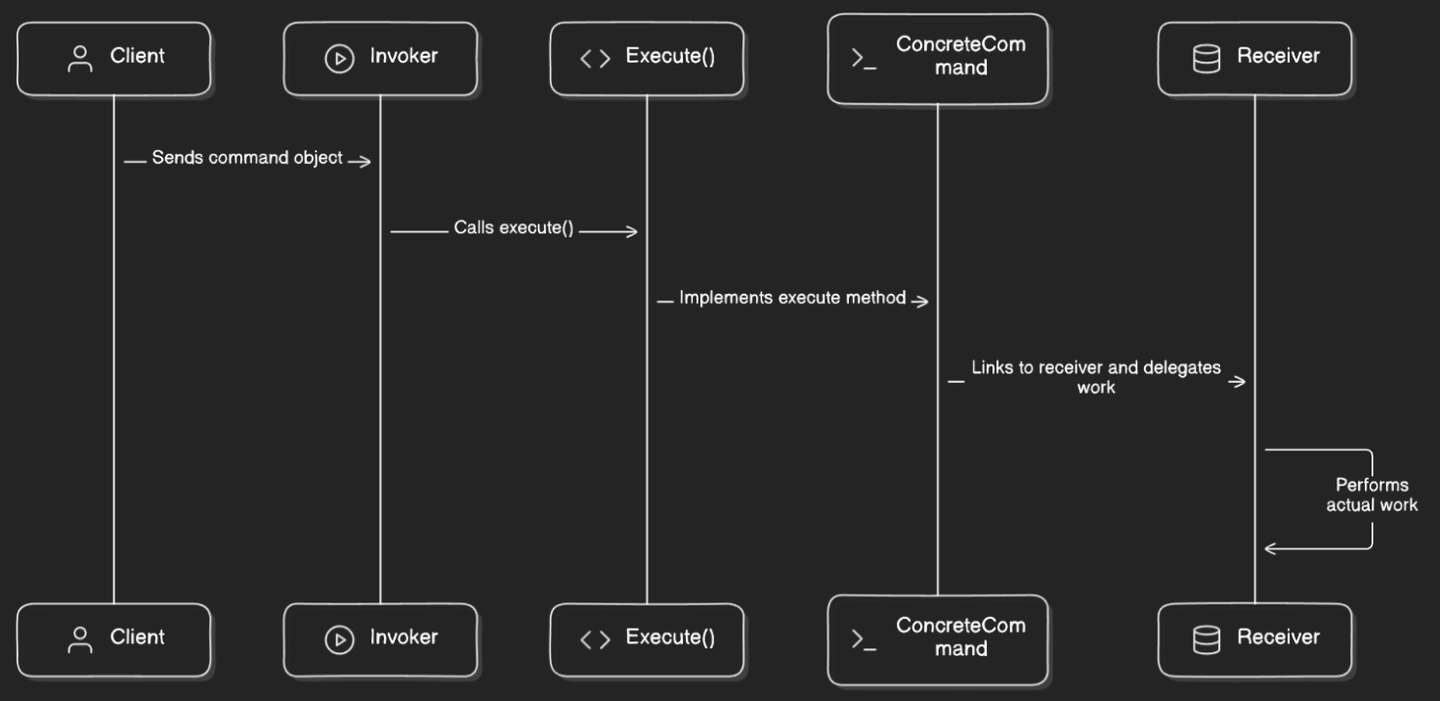 Client
Invoker
Execute()
ConcreteCom
mand
Receiver
Sends command object
Calls execute()
Implements execute method
Links to receiver and delegates
work
Performs
actual work
Client
Invoker
Execute()
ConcreteCom
mand
Receiver